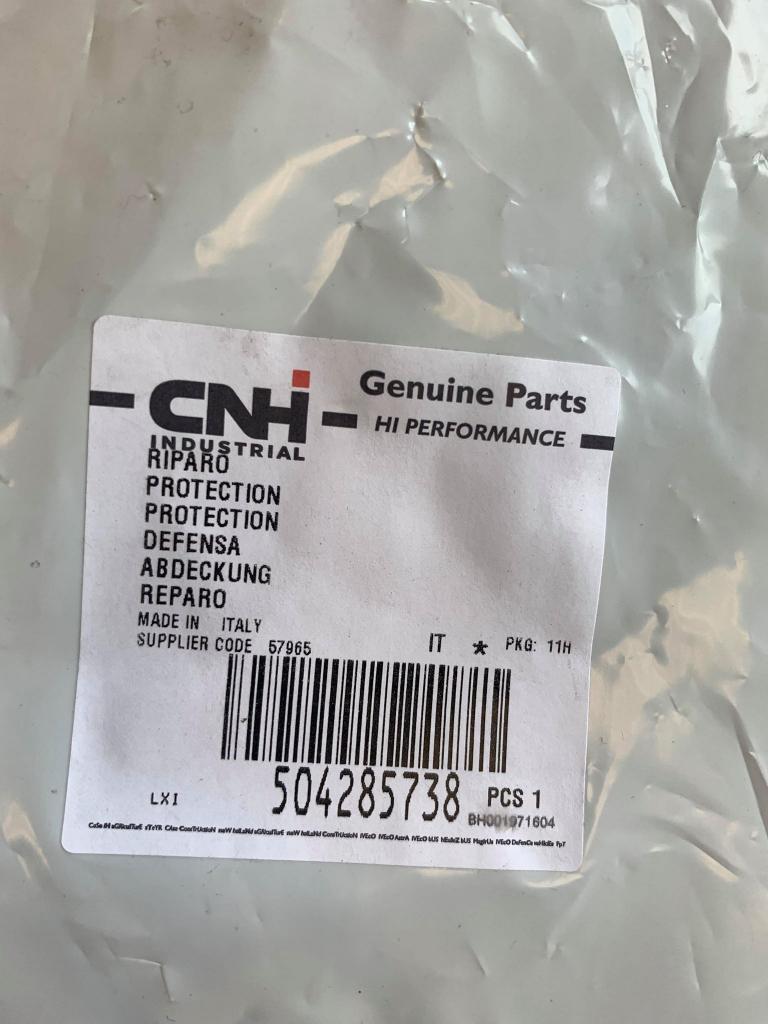 CNHi
INDUSTRIAL
Genuine Parts
HI PERFORMANCE
RIPARO
PROTECTION
PROTECTION
DEFENSA
ABDECKUNG
REPARO
MADE IN ITALY
SUPPLIER CODE 57965 IT * PKG: 11H
504285738 PCS 1
LXI
BH001971604